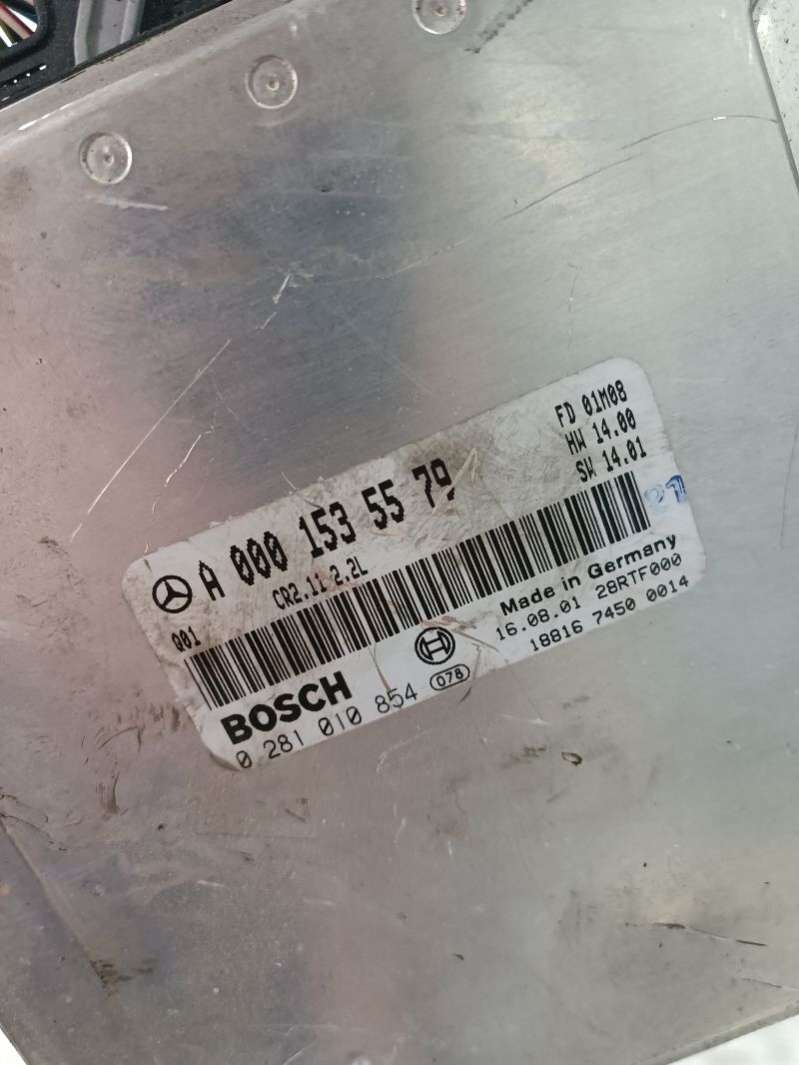 FD 01M08
HW 14.00
SW 14.01
A 000 153 55 79
CR2.11 2.2L
Q01
Made in Germany
BOSCH
16.08.01 28RTF000
0 281 010 854 078
18816 7450 0014